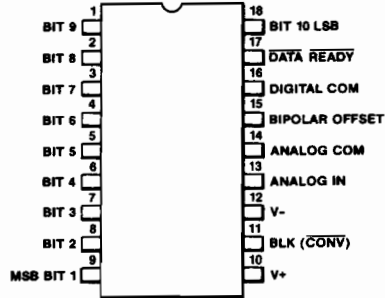 1 18
BIT 9 BIT 10 LSB
2 17
BIT 8 DATA READY
3 16
BIT 7 DIGITAL COM
4 15
BIT 6 BIPOLAR OFFSET
5 14
BIT 5 ANALOG COM
6 13
BIT 4 ANALOG IN
7 12
BIT 3 V-
8 11
BIT 2 BLK (CONV)
9 10
MSB BIT 1 V+